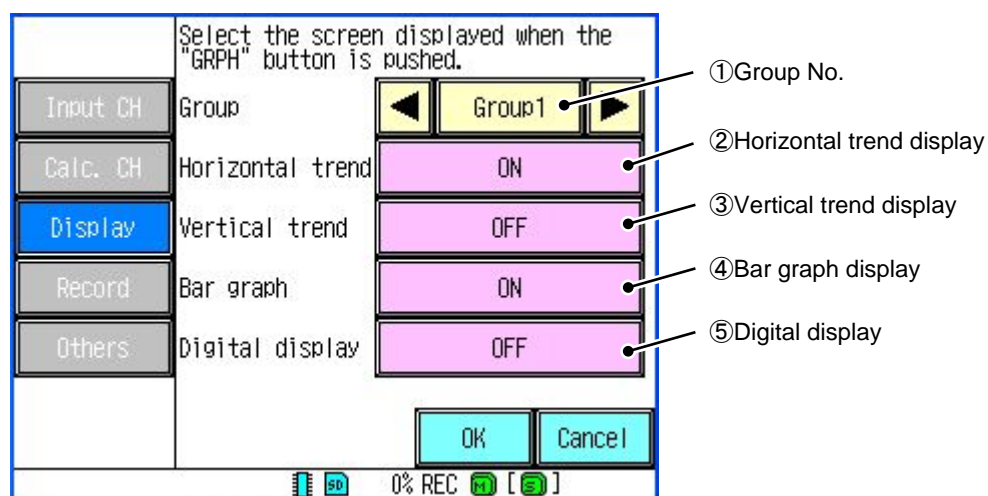 Select the screen displayed when the
"GRPH" button is pushed.
Input CH
Group
Group1
①Group No.
Calc. CH
Horizontal trend
ON
②Horizontal trend display
Display
Vertical trend
OFF
③Vertical trend display
Record
Bar graph
ON
④Bar graph display
Others
Digital display
OFF
⑤Digital display
OK
Cancel
SD
0% REC M [S]